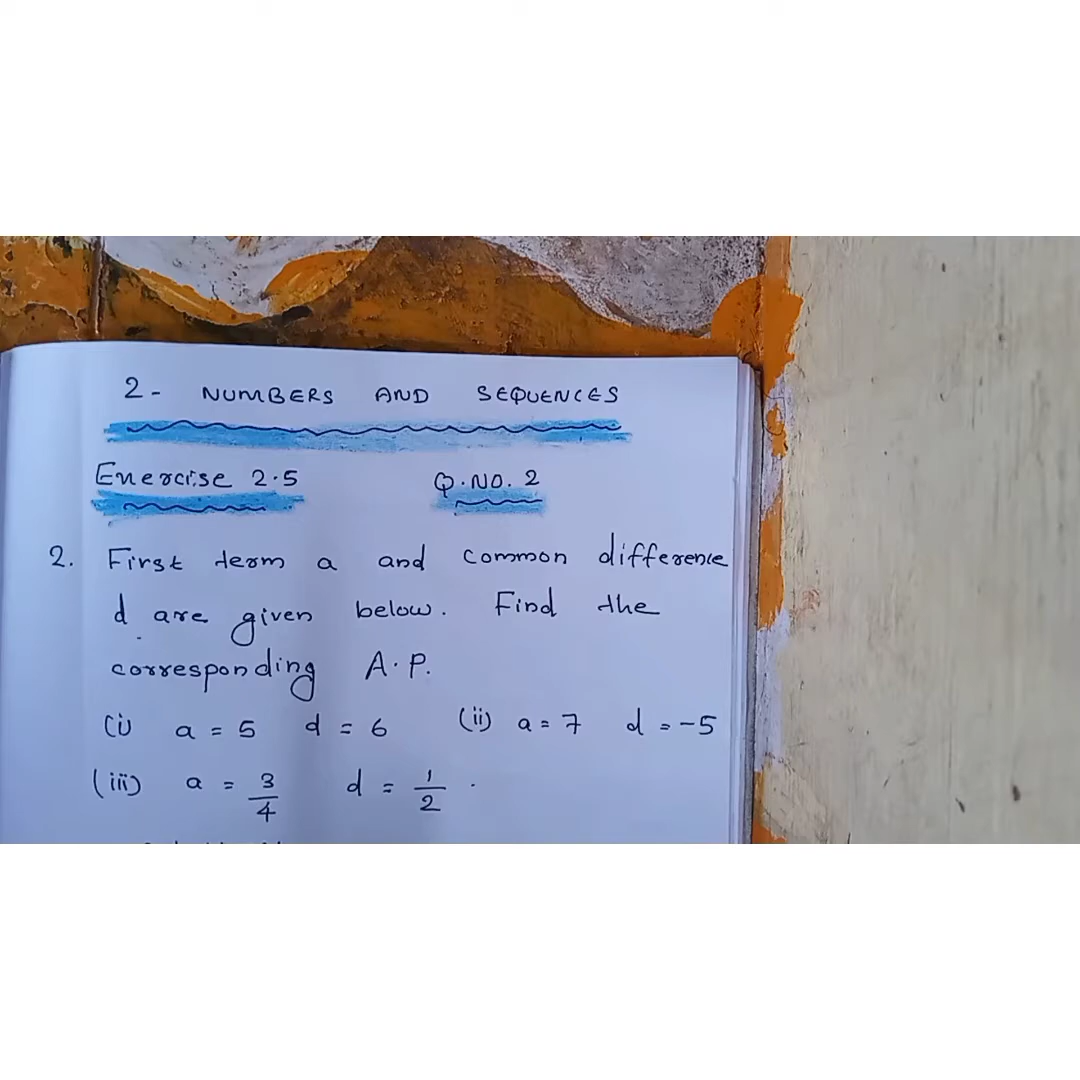 2- NUMBERS AND SEQUENCES
Exercise 2.5 Q.NO. 2
2. First term a and common difference
d are given below. Find the
corresponding A.P.
(i) a = 5 d = 6 (ii) a = 7 d = -5
(iii) a = 3/4 d = 1/2.